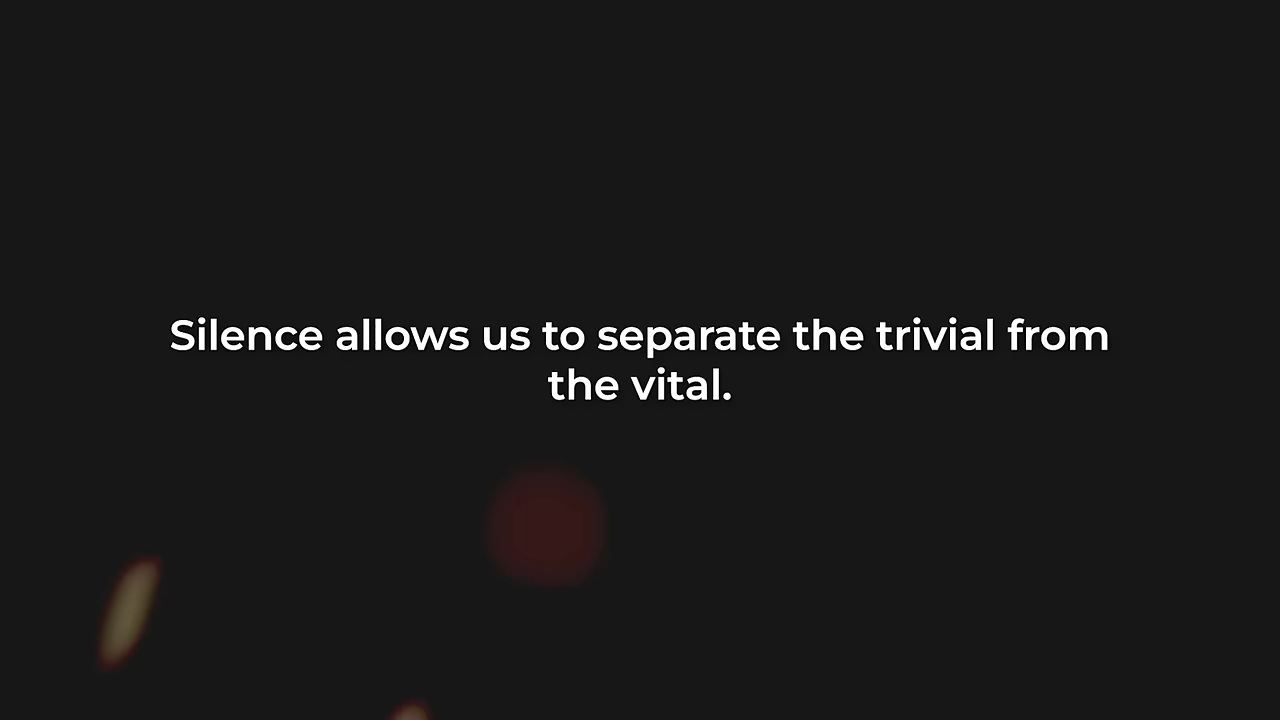 Silence allows us to separate the trivial from
the vital.